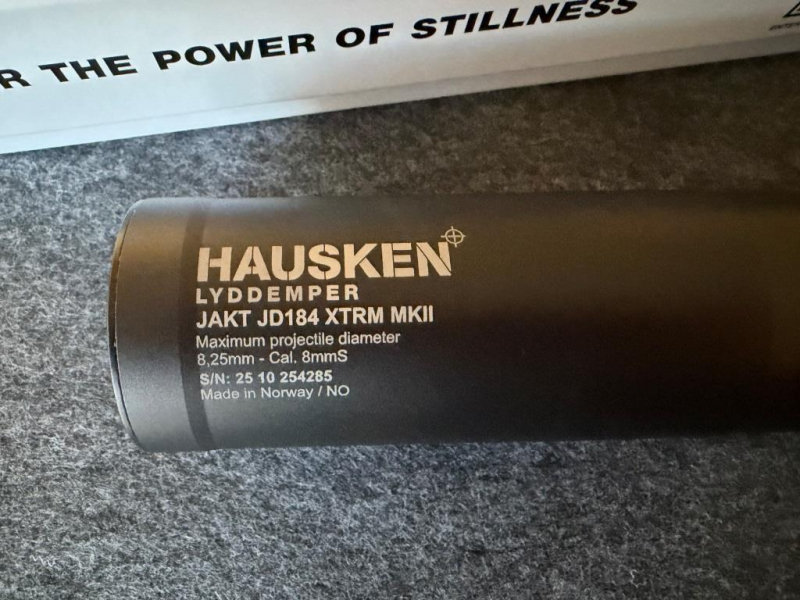 R THE POWER OF STILLNESS
HAUSKEN
LYDDEMPER
JAKT JD184 XTRM MKII
Maximum projectile diameter
8,25mm - Cal. 8mmS
S/N: 25 10 254285
Made in Norway / NO